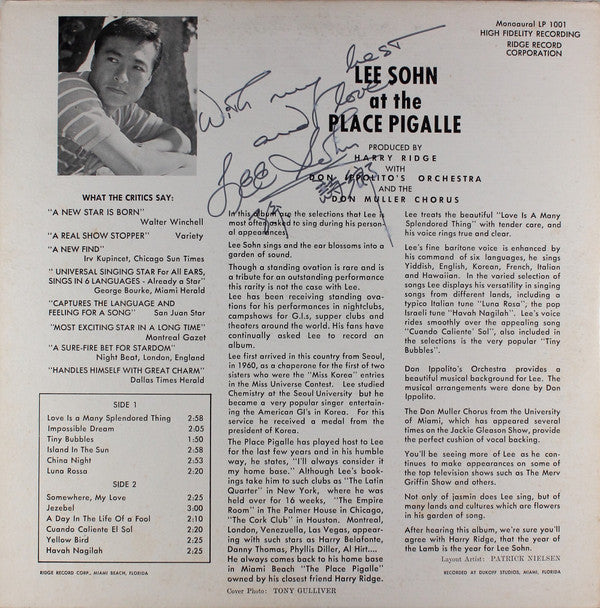 Monoaural LP 1001
HIGH FIDELITY RECORDING
RIDGE RECORD
CORPORATION
With my best
and love
Lee Sohn
LEE SOHN
at the
PLACE PIGALLE
PRODUCED BY
HARRY RIDGE
WITH
DON IPPOLITO'S ORCHESTRA
AND THE
DON MULLER CHORUS
WHAT THE CRITICS SAY:
"A NEW STAR IS BORN"
Walter Winchell
"A REAL SHOW STOPPER" Variety
"A NEW FIND"
Irv Kupincet, Chicago Sun Times
"UNIVERSAL SINGING STAR For All EARS,
SINGS IN 6 LANGUAGES - Already a Star"
George Bourke, Miami Herald
"CAPTURES THE LANGUAGE AND
FEELING FOR A SONG" San Juan Star
"MOST EXCITING STAR IN A LONG TIME"
Montreal Gazet
"A SURE-FIRE BET FOR STARDOM"
Night Beat, London, England
"HANDLES HIMSELF WITH GREAT CHARM"
Dallas Times Herald
SIDE 1
Love Is a Many Splendored Thing 2:58
Impossible Dream 2:05
Tiny Bubbles 1:50
Island In The Sun 2:58
China Night 2:53
Luna Rossa 2:20
SIDE 2
Somewhere, My Love 2:25
Jezebel 3:00
A Day In The Life Of a Fool 2:10
Cuando Caliente El Sol 2:20
Yellow Bird 2:25
Havah Nagilah 2:25
"RIDGE RECORD CORP., MIAMI BEACH, FLORIDA
In this album are the selections that Lee is
most often asked to sing during his person-
al appearances.
Lee Sohn sings and the ear blossoms into a
garden of sound.
Though a standing ovation is rare and is
a tribute for an outstanding performance
this rarity is not the case with Lee.
Lee has been receiving standing ova-
tions for his performances in nightclubs,
campshows for G.I.s, supper clubs and
theaters around the world. His fans have
continually asked Lee to record an
album.
Lee first arrived in this country from Seoul,
in 1960, as a chaperone for the first of two
sisters who were the "Miss Korea" entries
in the Miss Universe Contest. Lee studied
Chemistry at the Seoul University but he
became a very popular singer entertain-
ing the American GI's in Korea. For this
service he received a medal from the
president of Korea.
The Place Pigalle has played host to Lee
for the last few years and in his humble
way, he states, "I'll always consider it
my home base." Although Lee's book-
ings take him to such clubs as "The Latin
Quarter" in New York, where he was
held over for 16 weeks, "The Empire
Room" in The Palmer House in Chicago,
"The Cork Club" in Houston. Montreal,
London, Venezuella, Las Vegas, appear-
ing with such stars as Harry Belafonte,
Danny Thomas, Phyllis Diller, Al Hirt....
He always comes back to his home base
in Miami Beach "The Place Pigalle"
owned by his closest friend Harry Ridge.
Cover Photo: TONY GULLIVER
Lee treats the beautiful "Love Is A Many
Splendored Thing" with tender care, and
his voice rings true and clear.
Lee's fine baritone voice is enhanced by
his command of six languages, he sings
Yiddish, English, Korean, French, Italian
and Hawaiian. In the varied selection of
songs Lee displays his versatility in singing
songs from different lands, including a
typico Italian tune "Luna Rosa", the pop
Israeli tune "Havah Nagilah". Lee's voice
rides smoothly over the appealing song
"Cuando Caliente' Sol", also included in
the selections is the very popular "Tiny
Bubbles".
Don Ippolito's Orchestra provides a
beautiful musical background for Lee. The
musical arrangements were done by Don
Ippolito.
The Don Muller Chorus from the University
of Miami, which has appeared several
times on the Jackie Gleason Show, provide
the perfect cushion of vocal backing.
You'll be seeing more of Lee as he con-
tinues to make appearances on some of
the top television shows such as the Merv
Griffin Show and others.
Not only of jasmin does Lee sing, but of
many lands and cultures which are flowers
in his garden of song.
After hearing this album, we're sure you'll
agree with Harry Ridge, that the year of
the Lamb is the year for Lee Sohn.
Layout Artist: PATRICK NIELSEN
RECORDED AT DUKOFF STUDIOS, MIAMI, FLORIDA